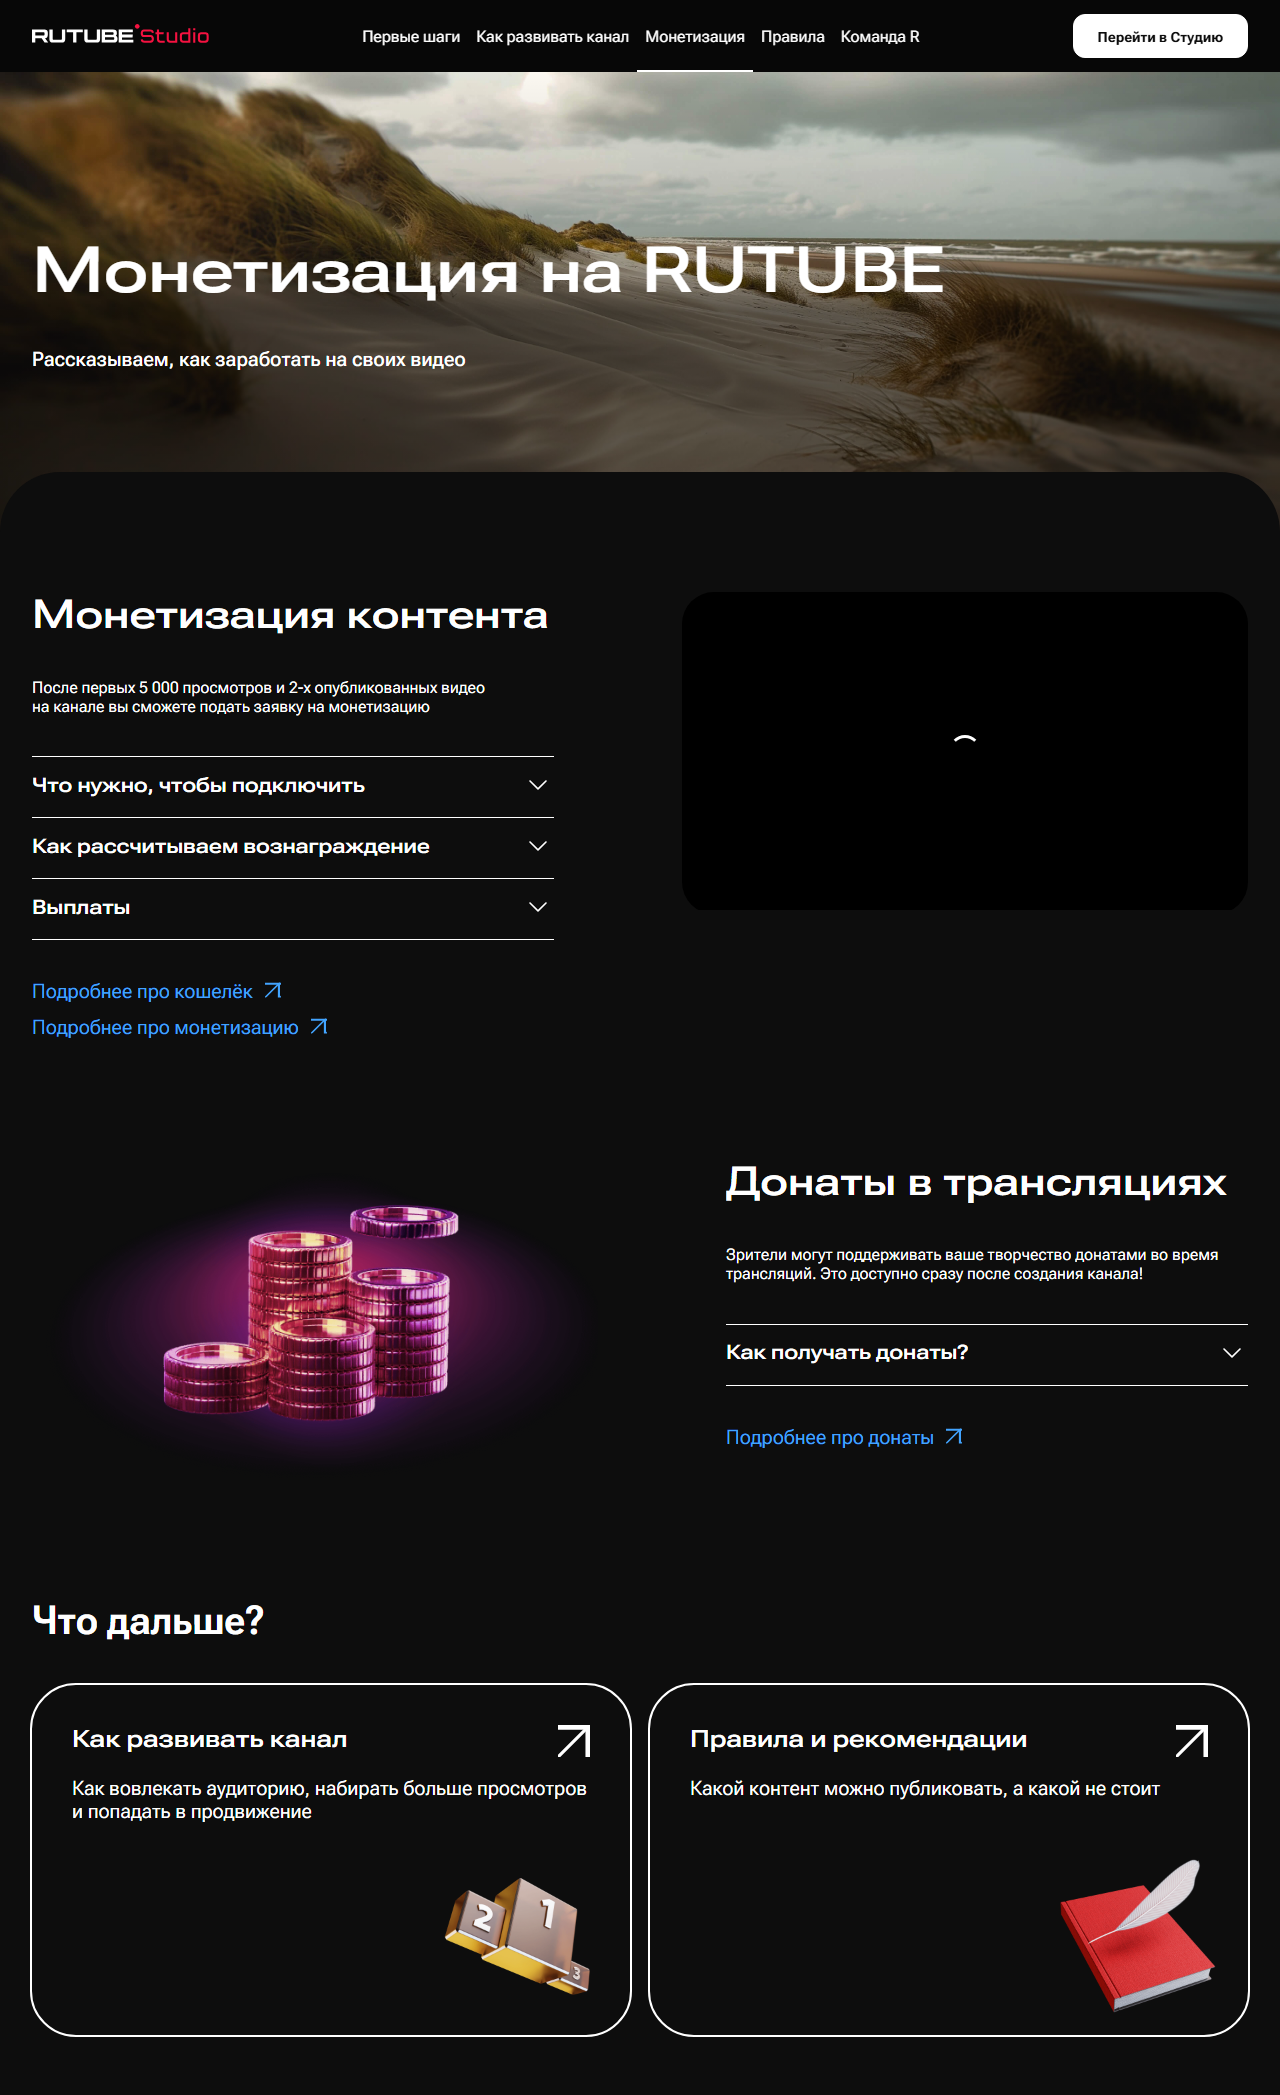 RUTUBE Studio
Первые шаги
Как развивать канал
Монетизация
Правила
Команда R
Перейти в Студию
Монетизация на RUTUBE
Рассказываем, как заработать на своих видео
Монетизация контента
После первых 5 000 просмотров и 2-х опубликованных видео
на канале вы сможете подать заявку на монетизацию
Что нужно, чтобы подключить
Как рассчитываем вознаграждение
Выплаты
Подробнее про кошелёк
Подробнее про монетизацию
Донаты в трансляциях
Зрители могут поддерживать ваше творчество донатами во время
трансляций. Это доступно сразу после создания канала!
Как получать донаты?
Подробнее про донаты
Что дальше?
Как развивать канал
Как вовлекать аудиторию, набирать больше просмотров
и попадать в продвижение
2
1
3
Правила и рекомендации
Какой контент можно публиковать, а какой не стоит